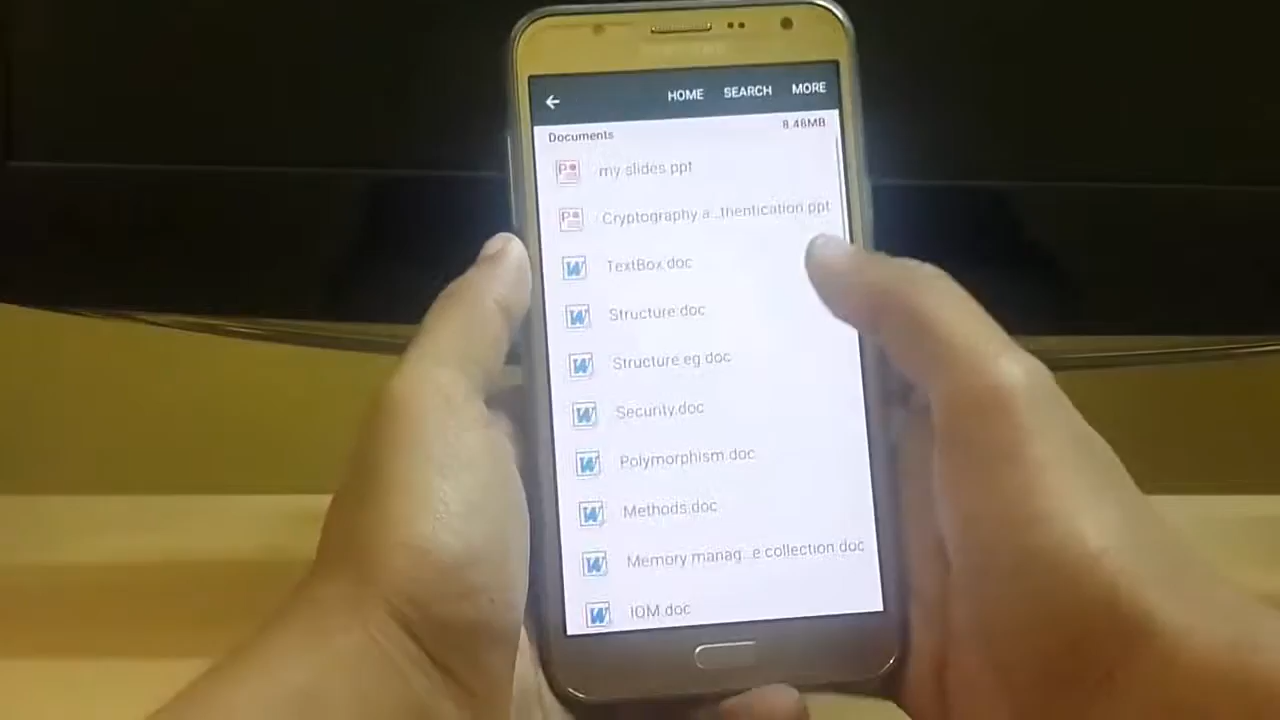 HOME SEARCH MORE
Documents 8.48MB
my slides.ppt
Cryptography a...thentication.ppt
TextBox.doc
Structure.doc
Structure eg.doc
Security.doc
Polymorphism.doc
Methods.doc
Memory manag...e collection.doc
IOM.doc